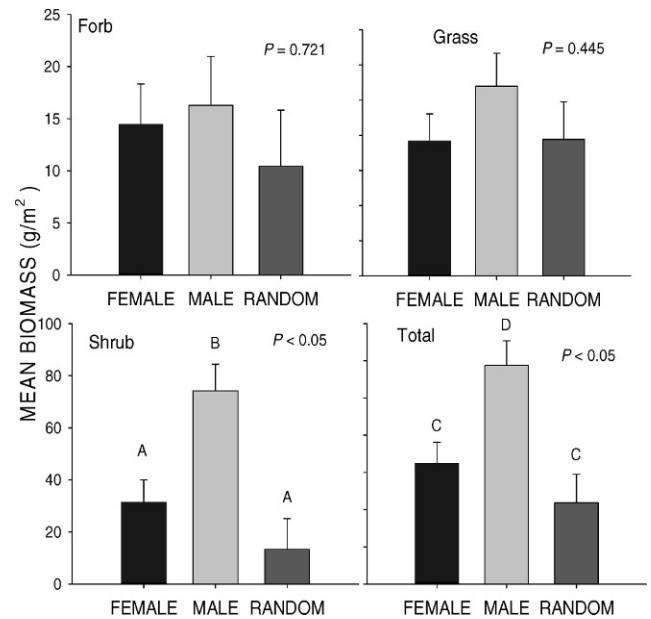 MEAN BIOMASS (g/m²)
Forb
P = 0.721
25
20
15
10
5
0
FEMALE MALE RANDOM
Grass
P = 0.445
FEMALE MALE RANDOM
Shrub
P < 0.05
100
80
60
40
20
0
A
B
A
FEMALE MALE RANDOM
Total
P < 0.05
C
D
C
FEMALE MALE RANDOM